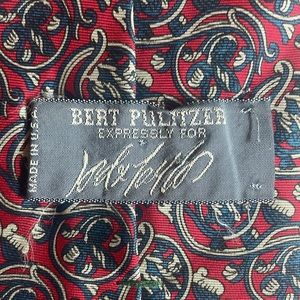 BERT PULITZER
EXPRESSLY FOR
MADE IN U.S.A.